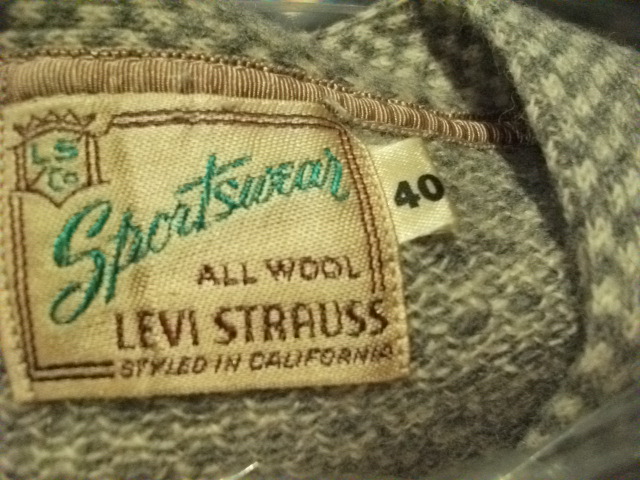 LS
Co
Sportswear
40
ALL WOOL
LEVI STRAUSS
STYLED IN CALIFORNIA